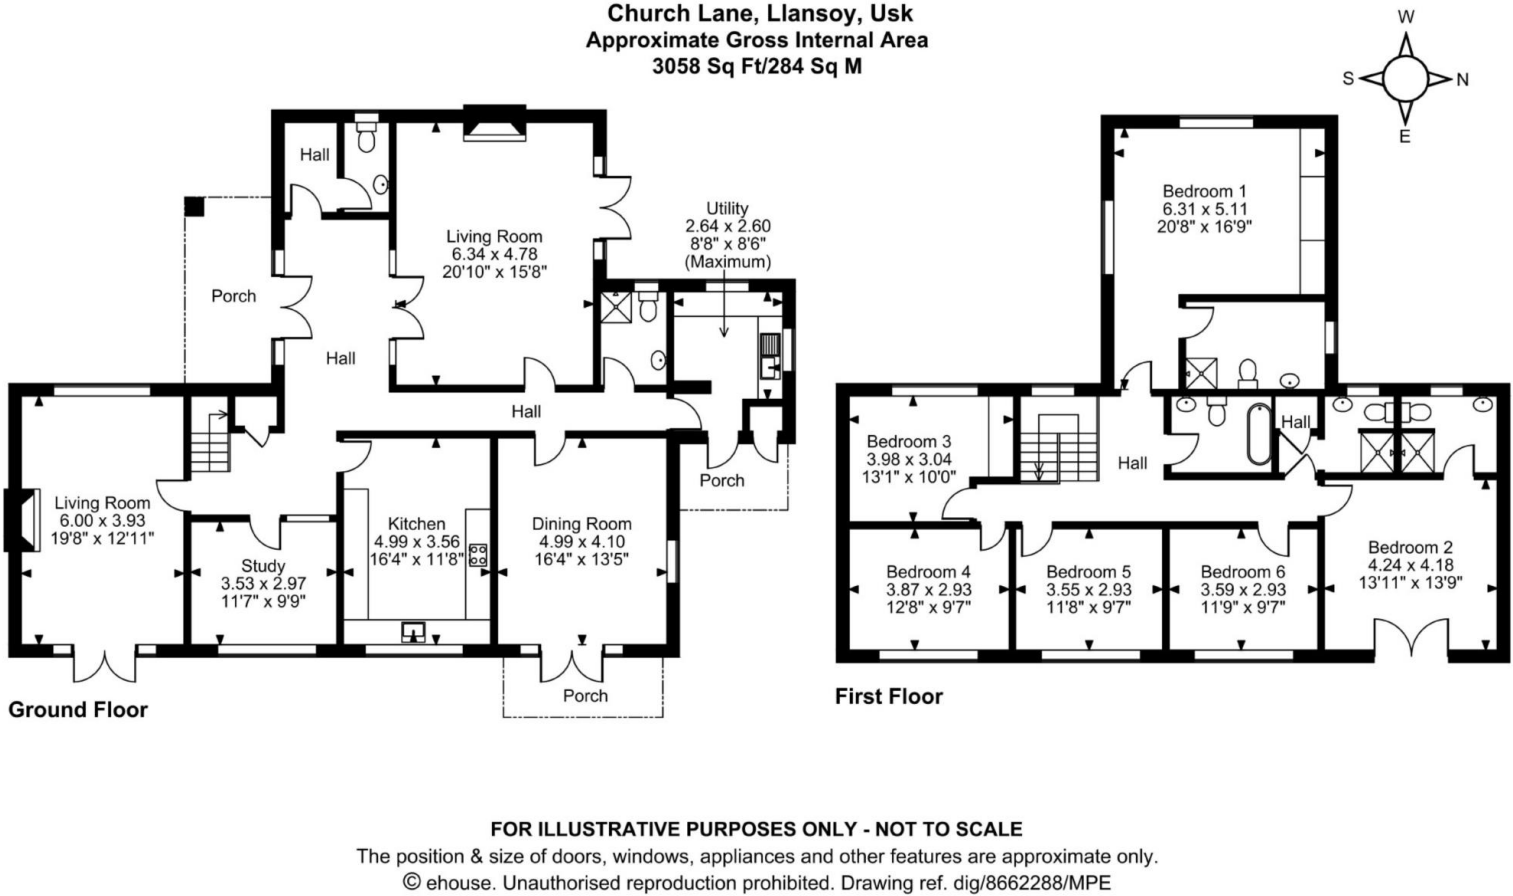 Church Lane, Llansoy, Usk
Approximate Gross Internal Area
3058 Sq Ft/284 Sq M
W
S
N
E
Hall
Living Room
6.34 x 4.78
20'10" x 15'8"
Utility
2.64 x 2.60
8'8" x 8'6"
(Maximum)
Porch
Hall
Hall
Living Room
6.00 x 3.93
19'8" x 12'11"
Study
3.53 x 2.97
11'7" x 9'9"
Kitchen
4.99 x 3.56
16'4" x 11'8"
Dining Room
4.99 x 4.10
16'4" x 13'5"
Porch
Porch
Ground Floor
Bedroom 1
6.31 x 5.11
20'8" x 16'9"
Bedroom 3
3.98 x 3.04
13'1" x 10'0"
Hall
Hall
Bedroom 4
3.87 x 2.93
12'8" x 9'7"
Bedroom 5
3.55 x 2.93
11'8" x 9'7"
Bedroom 6
3.59 x 2.93
11'9" x 9'7"
Bedroom 2
4.24 x 4.18
13'11" x 13'9"
First Floor
FOR ILLUSTRATIVE PURPOSES ONLY - NOT TO SCALE
The position & size of doors, windows, appliances and other features are approximate only.
© ehouse. Unauthorised reproduction prohibited. Drawing ref. dig/8662288/MPE